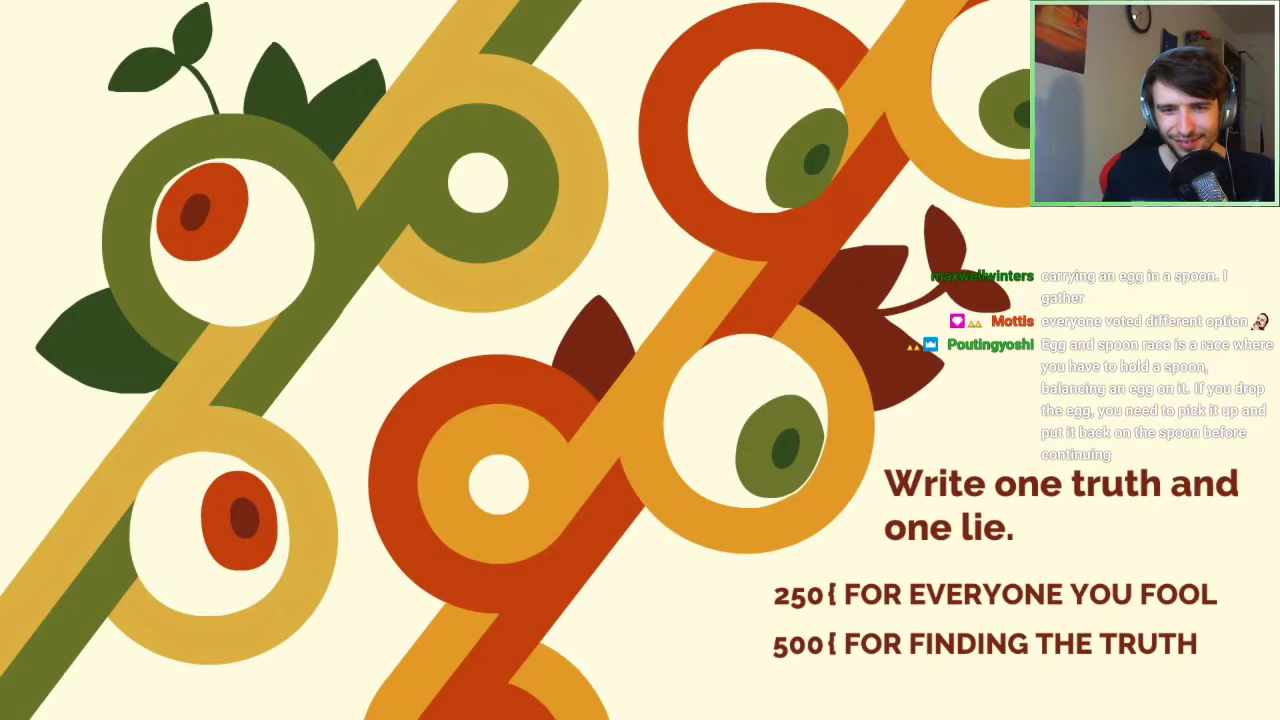 maxwellwinters carrying an egg in a spoon. I
gather
Mottis everyone voted different option
Poutingyoshi Egg and spoon race is a race where
you have to hold a spoon,
balancing an egg on it. If you drop
the egg, you need to pick it up and
put it back on the spoon before
continuing
Write one truth and
one lie.
250{ FOR EVERYONE YOU FOOL
500{ FOR FINDING THE TRUTH